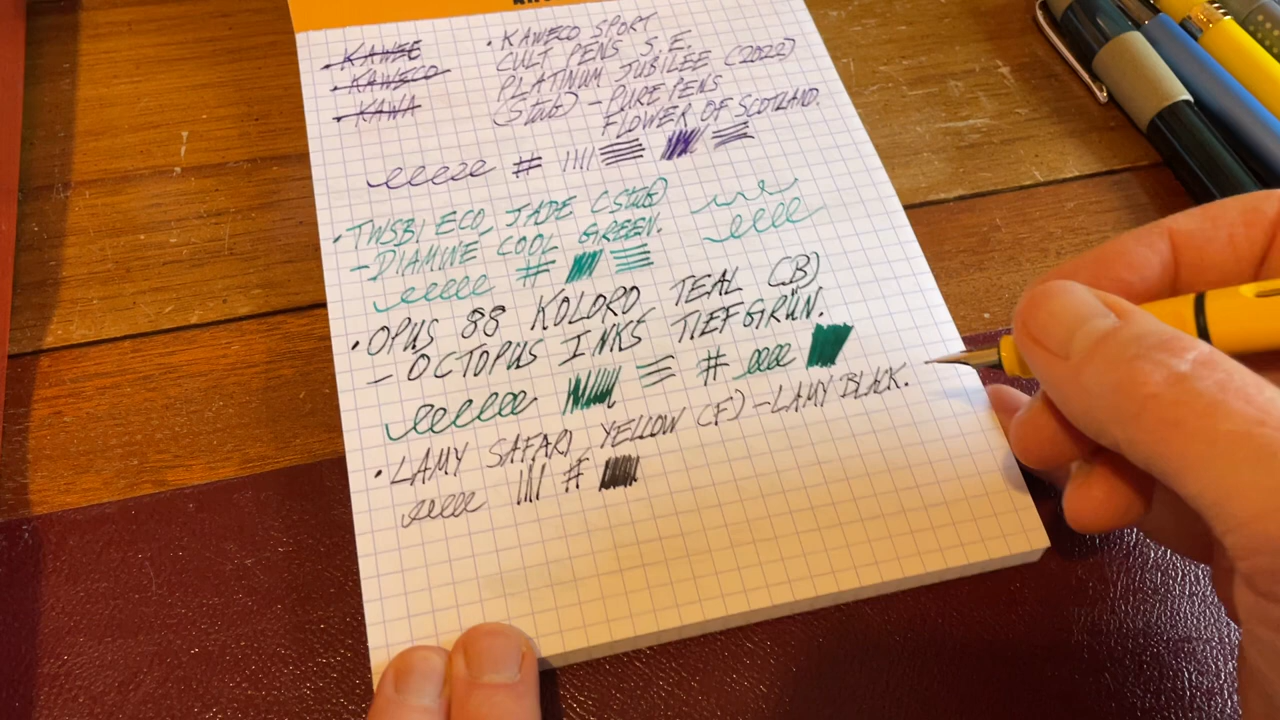 KAWEE
KAWECO
KAWA
• KAWECO SPORT
CULT PENS S.E.
PLATINUM JUBILEE (2022)
(Stub) - PURE PENS
FLOWER OF SCOTLAND.
• TWSBI ECO, JADE (Stub)
- DIAMINE COOL GREEN.
• OPUS 88 KOLORO TEAL (B)
- OCTOPUS INKS TIEFGRÜN.
• LAMY SAFARI, YELLOW (F) - LAMY BLACK.